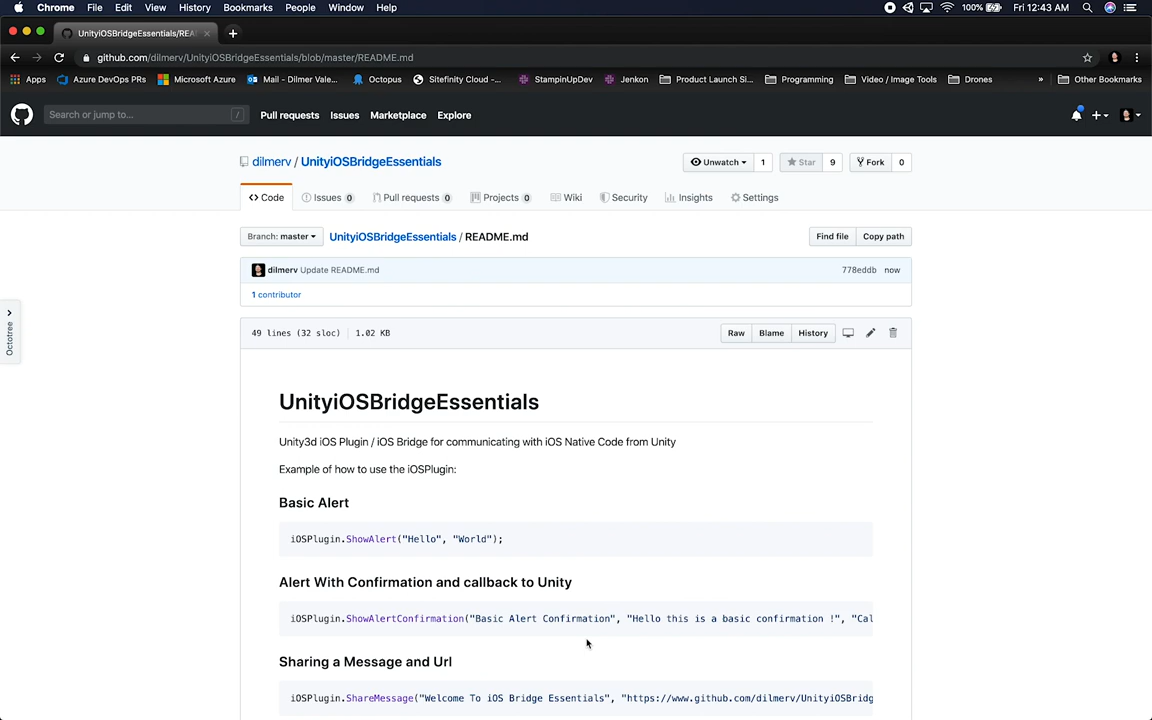 Chrome File Edit View History Bookmarks People Window Help 100% Fri 12:43 AM
UnityiOSBridgeEssentials/REA
github.com/dilmerv/UnityiOSBridgeEssentials/blob/master/README.md
Apps Azure DevOps PRs Microsoft Azure Mail - Dilmer Vale... Octopus Sitefinity Cloud -... StampinUpDev Jenkon Product Launch Si... Programming Video / Image Tools Drones » Other Bookmarks
Search or jump to... / Pull requests Issues Marketplace Explore
dilmerv / UnityiOSBridgeEssentials Unwatch 1 Star 9 Fork 0
Code Issues 0 Pull requests 0 Projects 0 Wiki Security Insights Settings
Branch: master UnityiOSBridgeEssentials / README.md Find file Copy path
dilmerv Update README.md 778eddb now
1 contributor
Octotree
49 lines (32 sloc) 1.02 KB Raw Blame History
UnityiOSBridgeEssentials
Unity3d iOS Plugin / iOS Bridge for communicating with iOS Native Code from Unity
Example of how to use the iOSPlugin:
Basic Alert
iOSPlugin.ShowAlert("Hello", "World");
Alert With Confirmation and callback to Unity
iOSPlugin.ShowAlertConfirmation("Basic Alert Confirmation", "Hello this is a basic confirmation !", "Cal
Sharing a Message and Url
iOSPlugin.ShareMessage("Welcome To iOS Bridge Essentials", "https://www.github.com/dilmerv/UnityiOSBridg